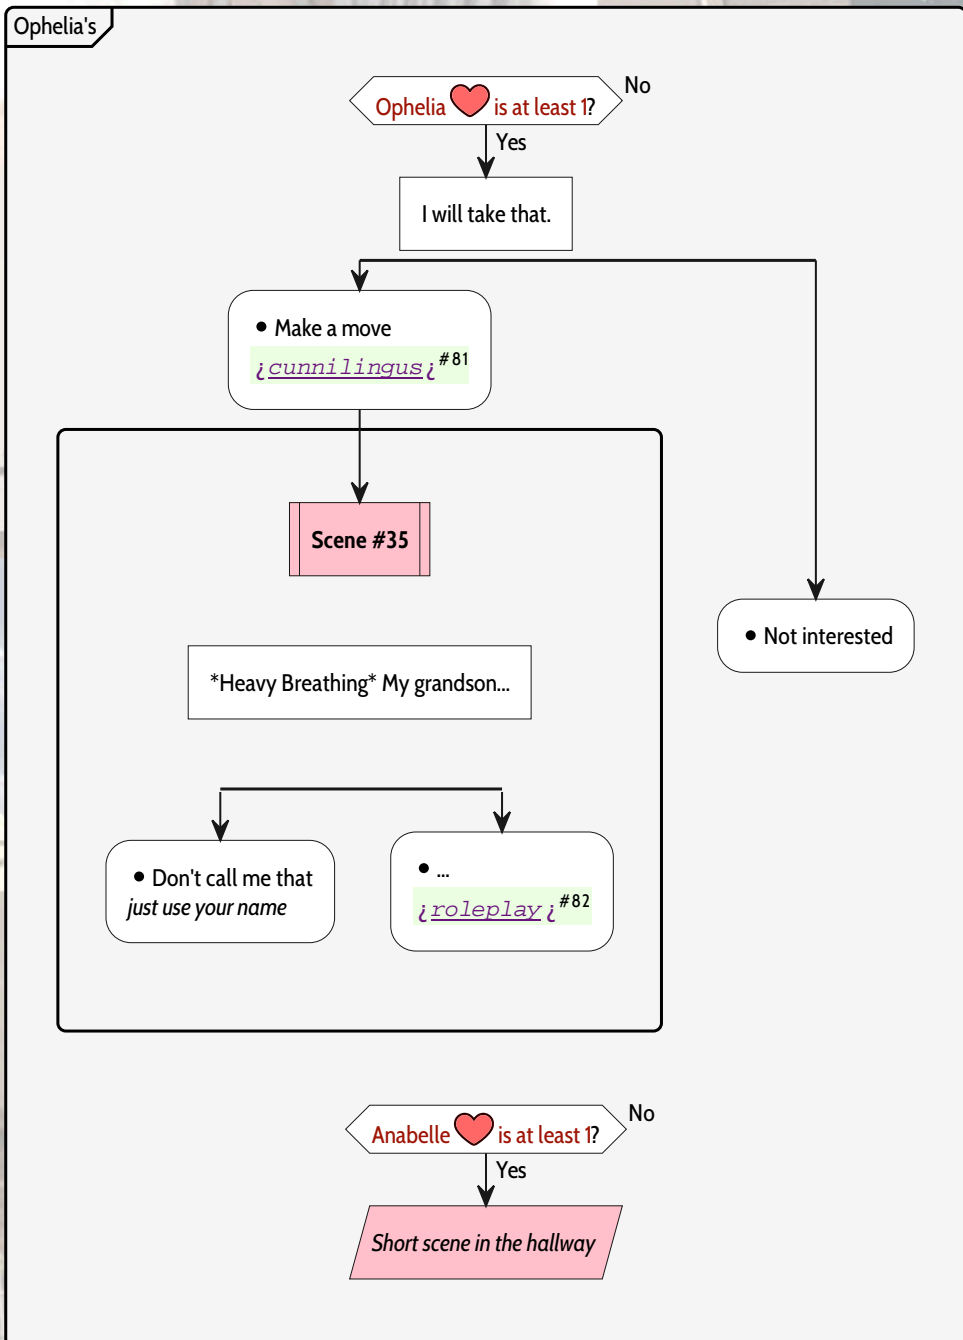 Ophelia's
Ophelia is at least 1?
No
Yes
I will take that.
• Make a move
¿cunnilingus¿#81
Scene #35
• Not interested
*Heavy Breathing* My grandson...
• Don't call me that
just use your name
• ...
¿roleplay¿#82
Anabelle is at least 1?
No
Yes
Short scene in the hallway